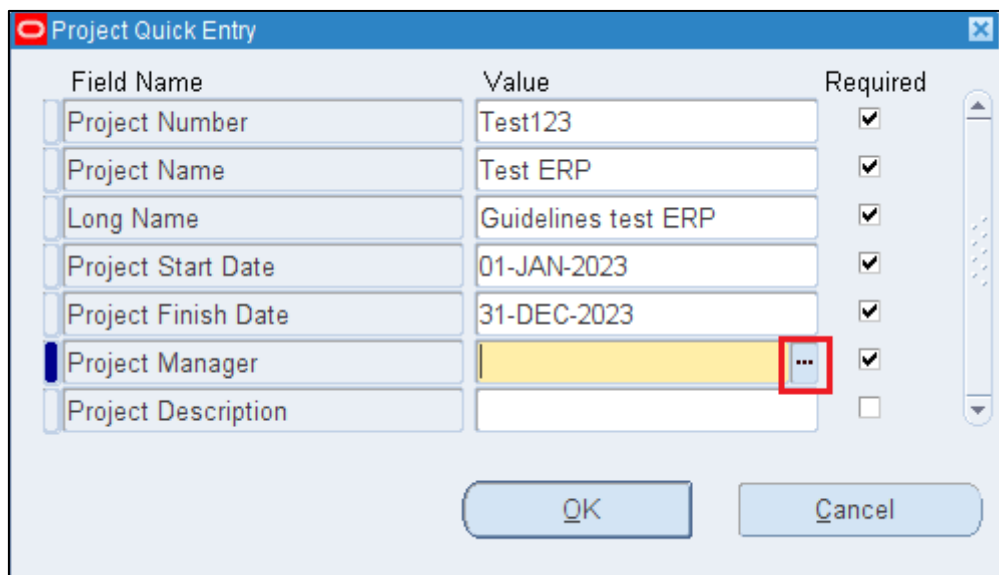 Project Quick Entry
Field Name Value Required
Project Number Test123
Project Name Test ERP
Long Name Guidelines test ERP
Project Start Date 01-JAN-2023
Project Finish Date 31-DEC-2023
Project Manager ...
Project Description
OK Cancel